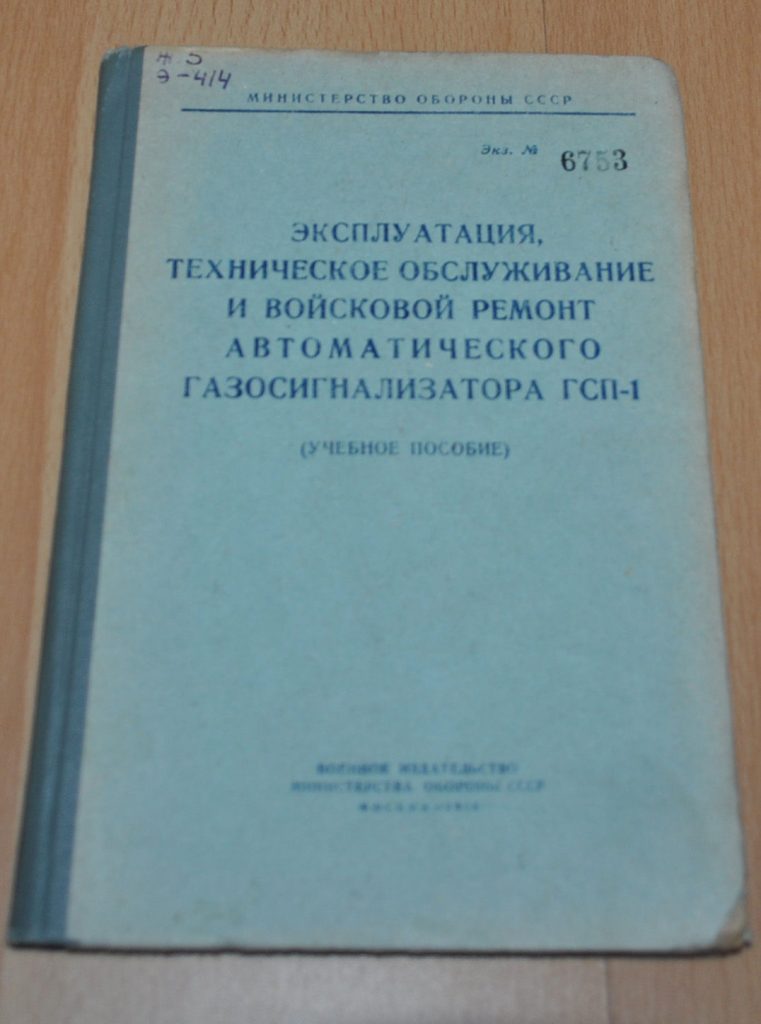 Э-414
МИНИСТЕРСТВО ОБОРОНЫ СССР
Экз. №
6753
ЭКСПЛУАТАЦИЯ,
ТЕХНИЧЕСКОЕ ОБСЛУЖИВАНИЕ
И ВОЙСКОВОЙ РЕМОНТ
АВТОМАТИЧЕСКОГО
ГАЗОСИГНАЛИЗАТОРА ГСП-1
(УЧЕБНОЕ ПОСОБИЕ)
ВОЕННОЕ ИЗДАТЕЛЬСТВО
МИНИСТЕРСТВА ОБОРОНЫ СССР